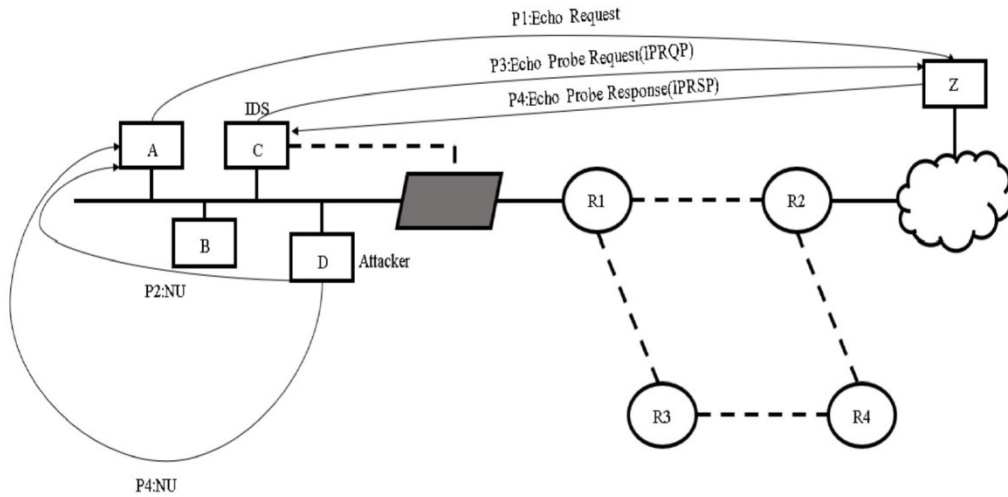 P1:Echo Request
P3:Echo Probe Request(iPRQP)
P4:Echo Probe Response(iPRSP)
Z
IDS
A
C
R1
R2
B
D
Attacker
P2:NU
R3
R4
P4:NU